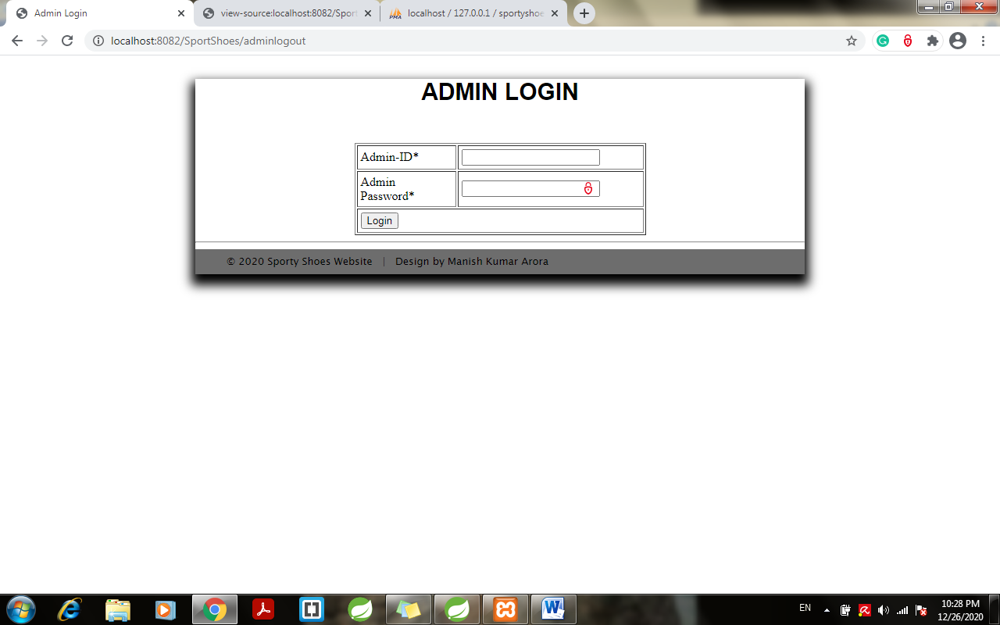 Admin Login
view-source:localhost:8082/Sport
localhost / 127.0.0.1 / sportyshoe
localhost:8082/SportShoes/adminlogout
ADMIN LOGIN
Admin-ID*
Admin
Password*
Login
© 2020 Sporty Shoes Website | Design by Manish Kumar Arora
EN
10:28 PM
12/26/2020